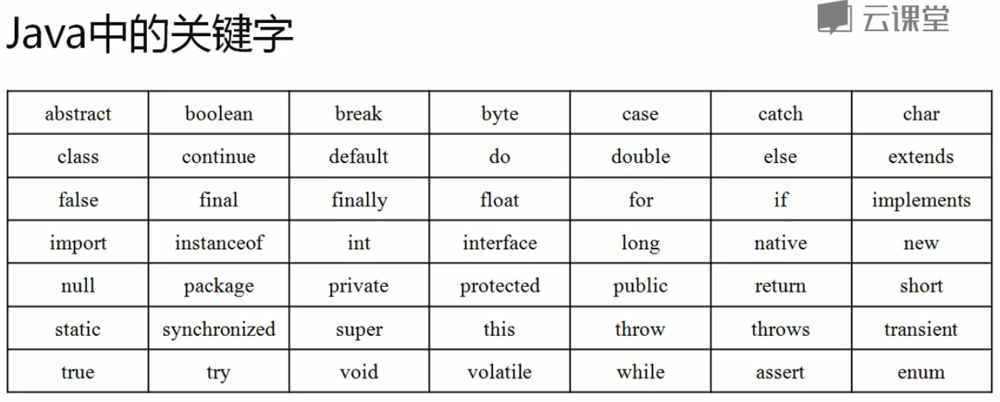 Java中的关键字
云课堂
abstract boolean break byte case catch char
class continue default do double else extends
false final finally float for if implements
import instanceof int interface long native new
null package private protected public return short
static synchronized super this throw throws transient
true try void volatile while assert enum